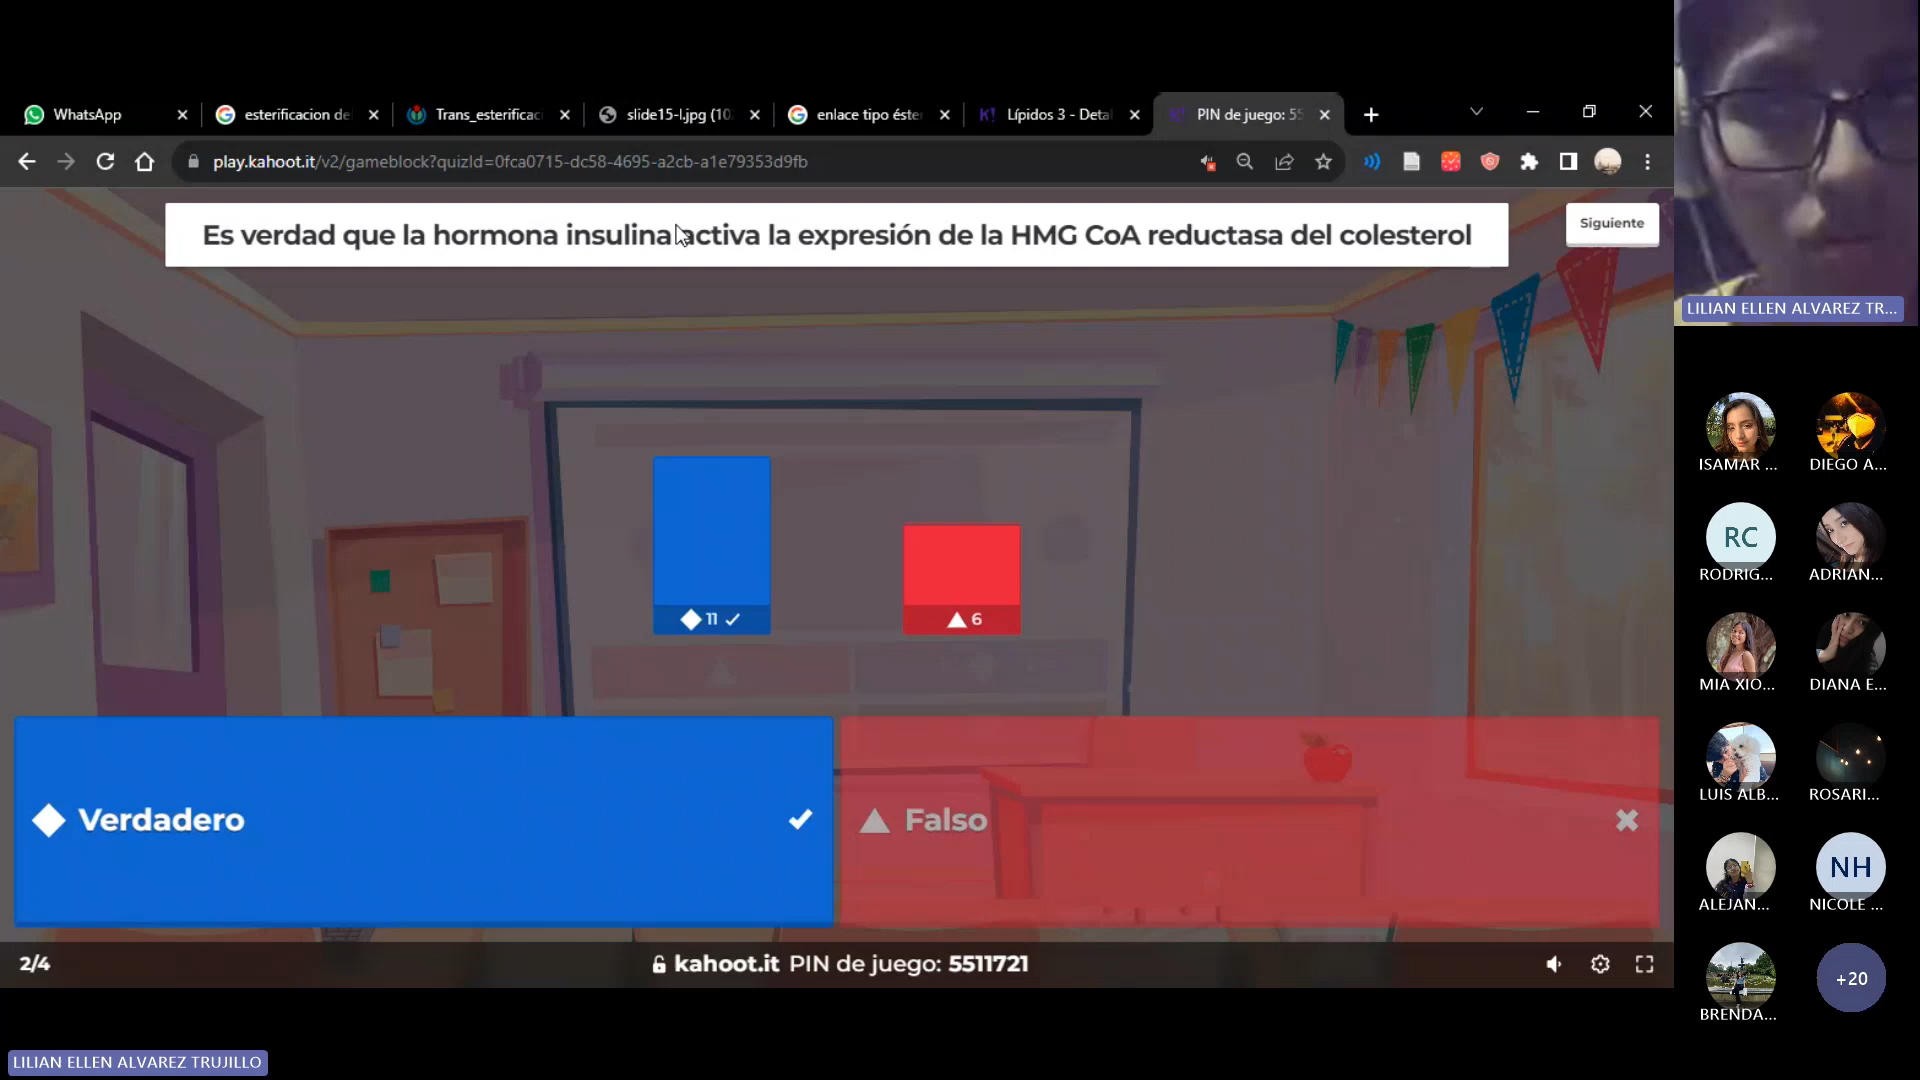 WhatsApp
esterificacion de
Trans_esterificaci
slide15-l.jpg (10
enlace tipo éste
K! Lípidos 3 - Detal
K! PIN de juego: 55
play.kahoot.it/v2/gameblock?quizId=0fca0715-dc58-4695-a2cb-a1e79353d9fb
Es verdad que la hormona insulina activa la expresión de la HMG CoA reductasa del colesterol
Siguiente
11
6
Verdadero
Falso
2/4
kahoot.it PIN de juego: 5511721
LILIAN ELLEN ALVAREZ TR...
ISAMAR ...
DIEGO A...
RC
RODRIG...
ADRIAN...
MIA XIO...
DIANA E...
LUIS ALB...
ROSARI...
ALEJAN...
NH
NICOLE ...
BRENDA...
+20
LILIAN ELLEN ALVAREZ TRUJILLO